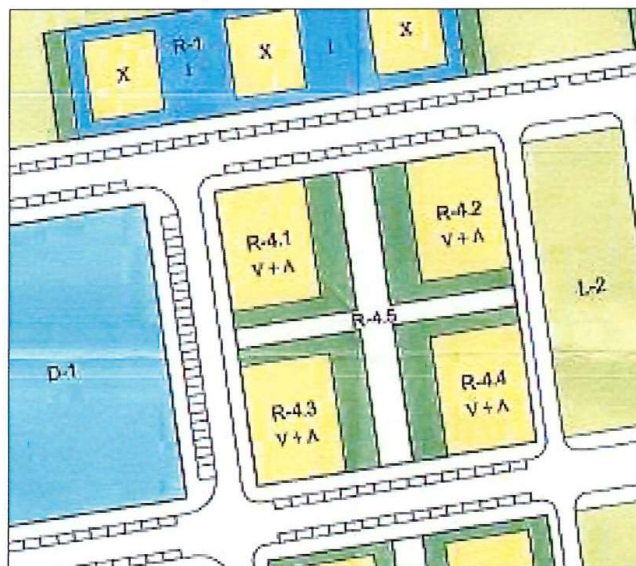 X
R-1
I
X
I
X
R-4.1
V+A
R-4.2
V+A
R-4.5
L-2
D-1
R-4.3
V+A
R-4.4
V+A